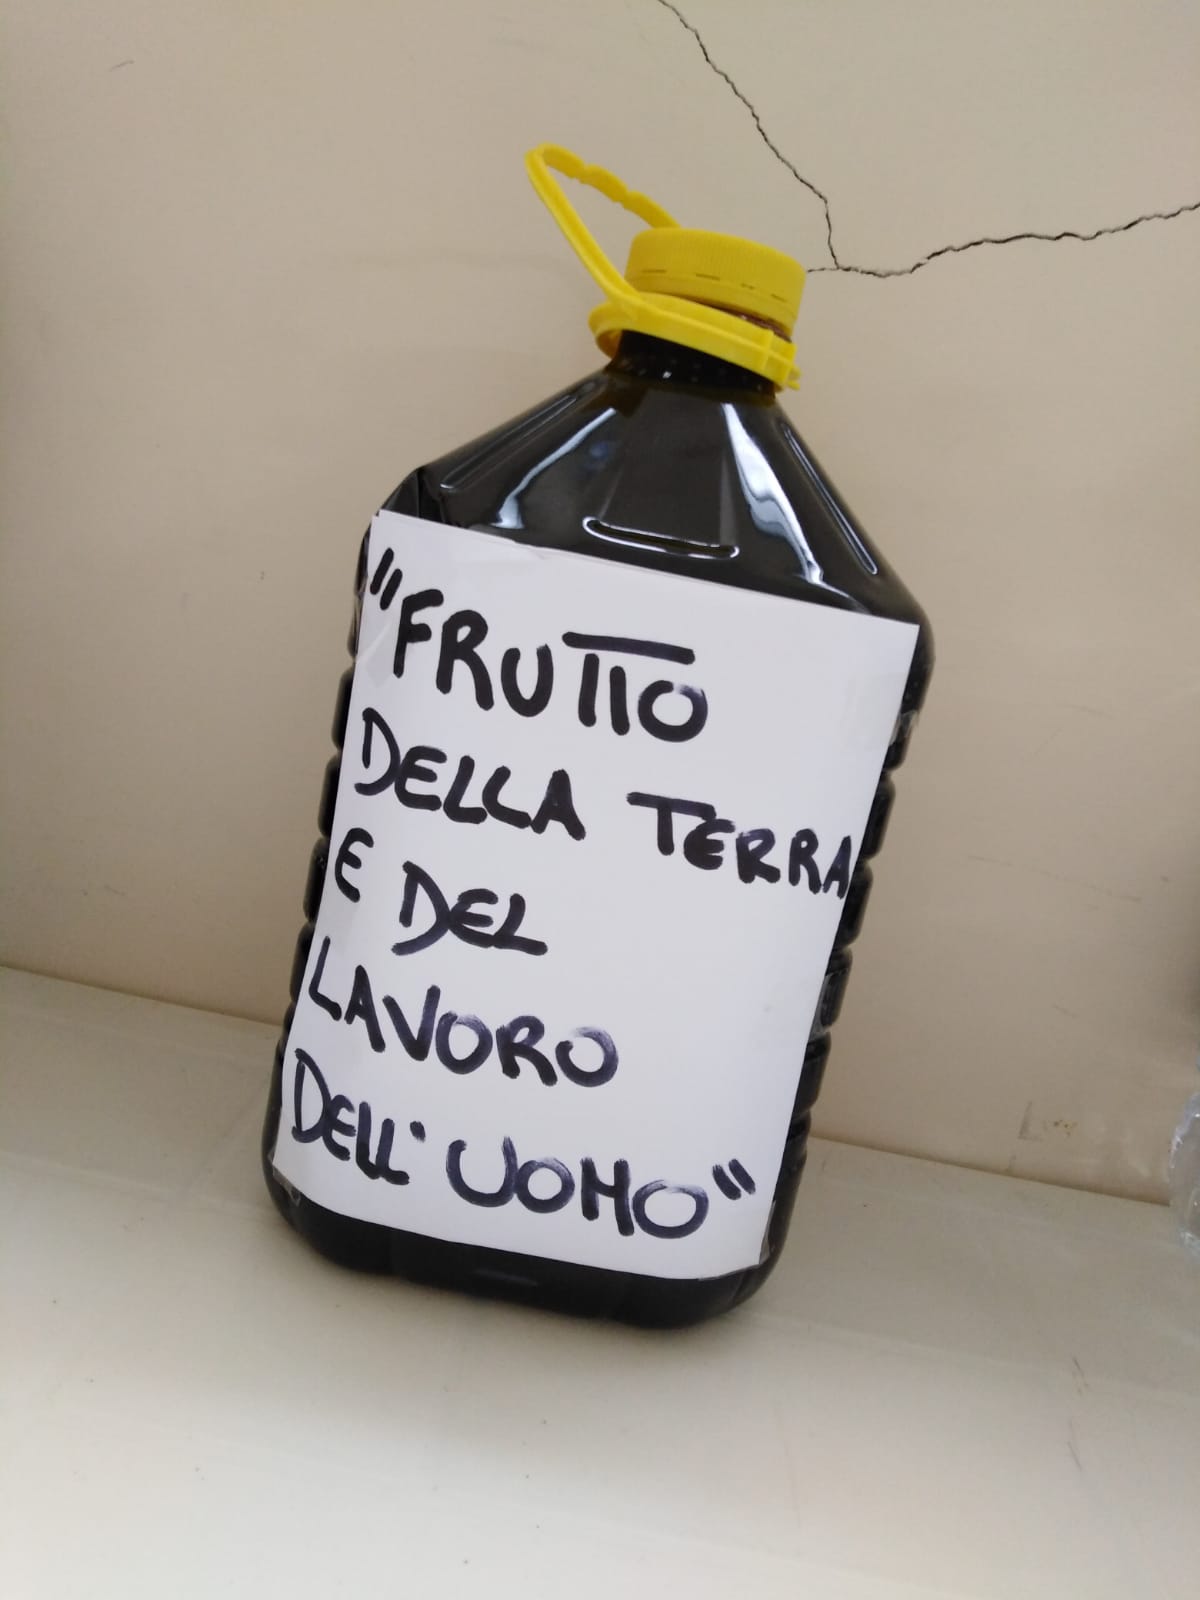 "FRUTTO
DELLA TERRA
E DEL
LAVORO
DELL'UOMO"